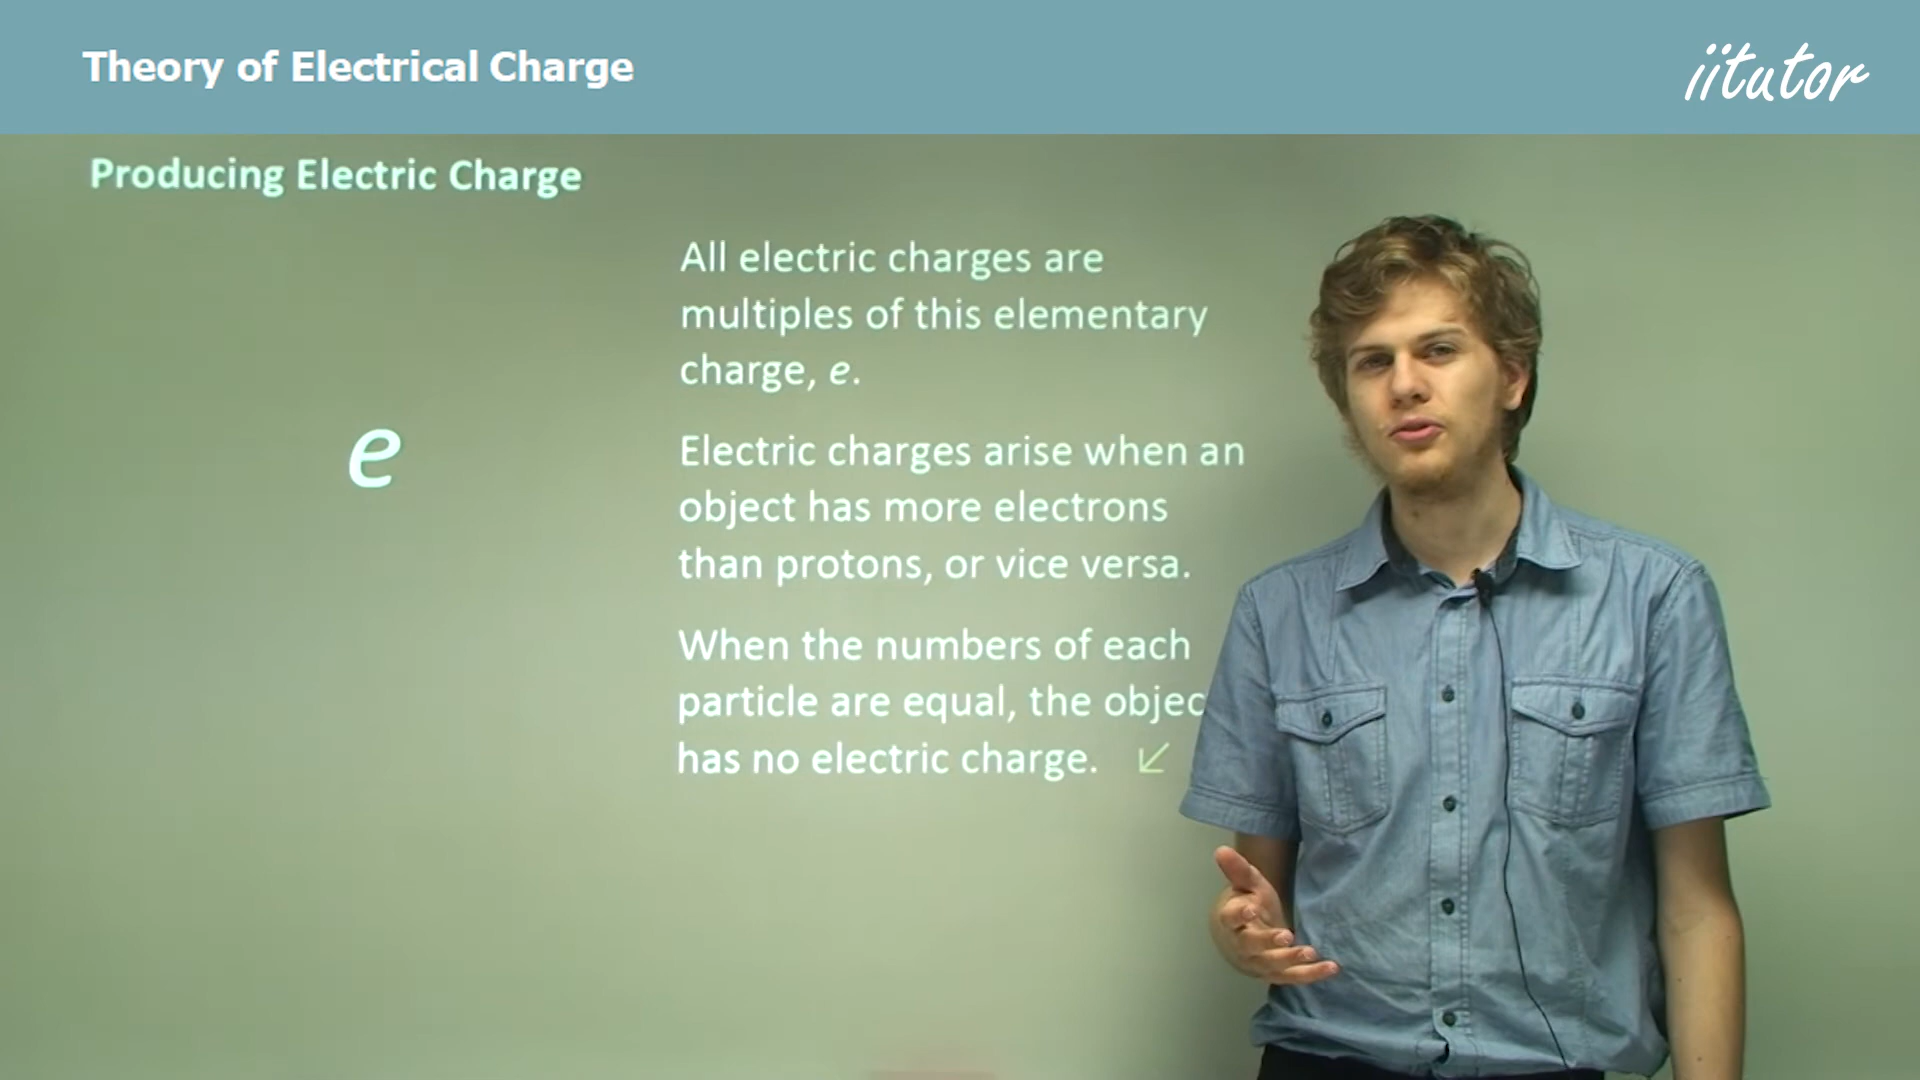 Theory of Electrical Charge
iitutor
Producing Electric Charge
All electric charges are
multiples of this elementary
charge, e.
e
Electric charges arise when an
object has more electrons
than protons, or vice versa.
When the numbers of each
particle are equal, the objec
has no electric charge.